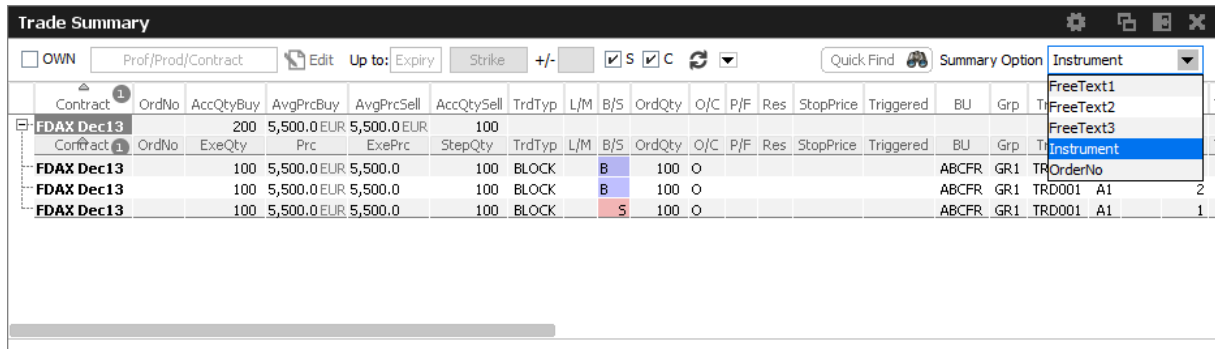 Trade Summary
OWN Prof/Prod/Contract Edit Up to: Expiry Strike +/- S C Quick Find Summary Option Instrument
FreeText1
FreeText2
FreeText3
Instrument
OrderNo
Contract 1 OrdNo AccQtyBuy AvgPrcBuy AvgPrcSell AccQtySell TrdTyp L/M B/S OrdQty O/C P/F Res StopPrice Triggered BU Grp
FDAX Dec13 200 5,500.0 EUR 5,500.0 EUR 100
Contract 1 OrdNo ExeQty Prc ExePrc StepQty TrdTyp L/M B/S OrdQty O/C P/F Res StopPrice Triggered BU Grp
FDAX Dec13 100 5,500.0 EUR 5,500.0 100 BLOCK B 100 O ABCFR GR1
FDAX Dec13 100 5,500.0 EUR 5,500.0 100 BLOCK B 100 O ABCFR GR1 TRD001 A1 2
FDAX Dec13 100 5,500.0 EUR 5,500.0 100 BLOCK S 100 O ABCFR GR1 TRD001 A1 1